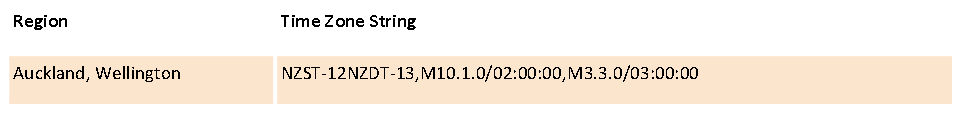 Region Time Zone String
Auckland, Wellington NZST-12NZDT-13,M10.1.0/02:00:00,M3.3.0/03:00:00